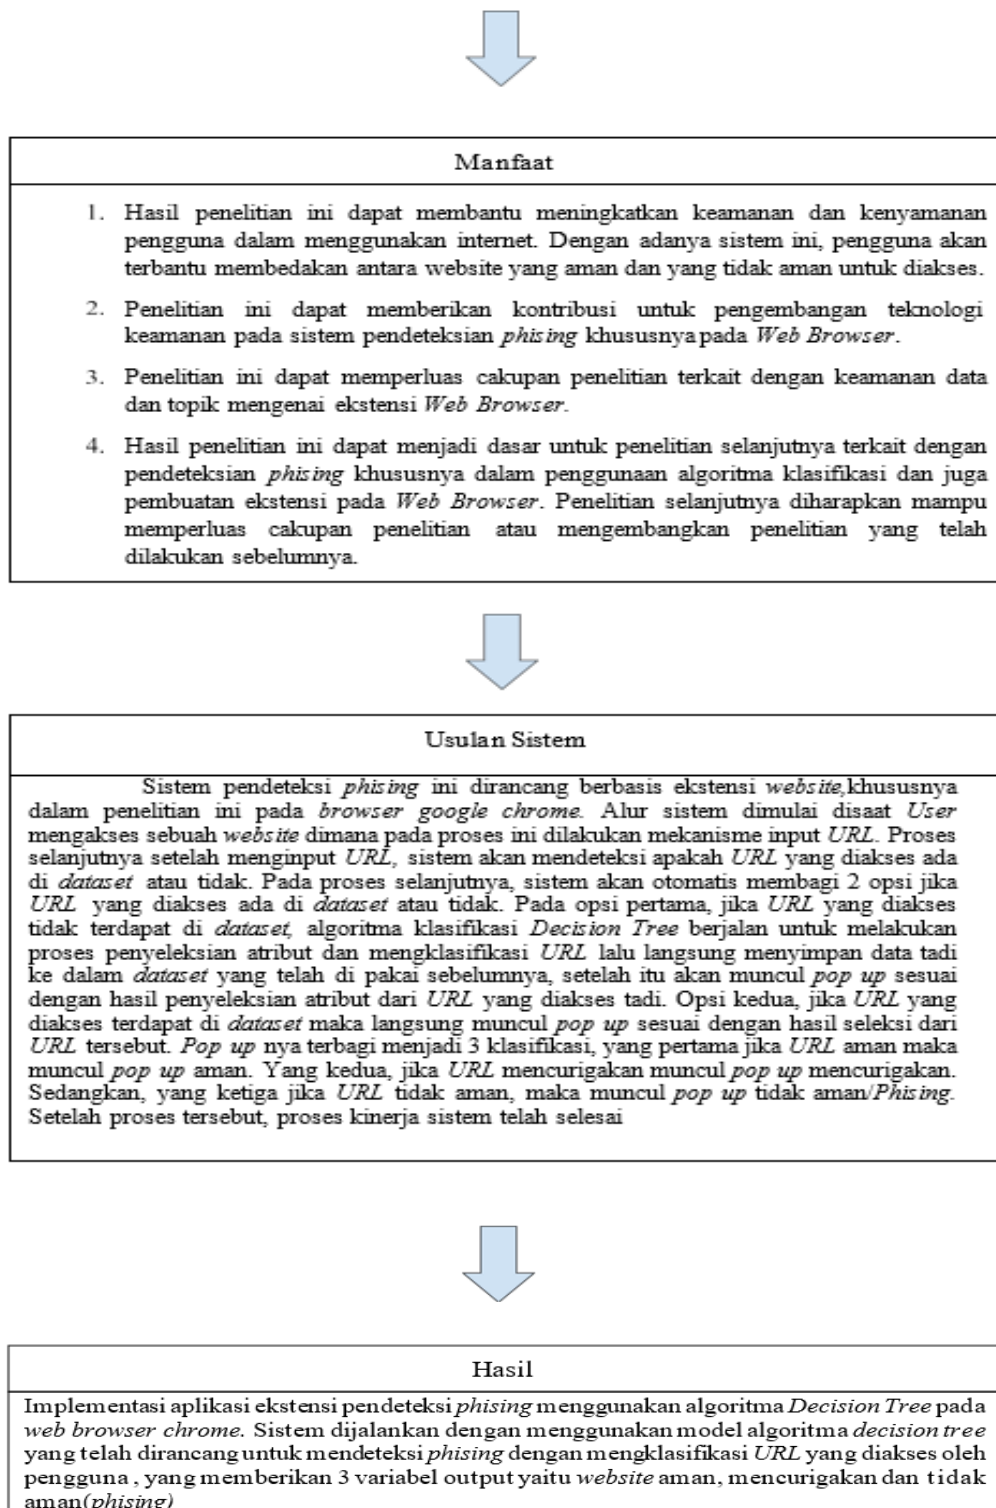 Manfaat
1. Hasil penelitian ini dapat membantu meningkatkan keamanan dan kenyamanan
pengguna dalam menggunakan internet. Dengan adanya sistem ini, pengguna akan
terbantu membedakan antara website yang aman dan yang tidak aman untuk diakses.
2. Penelitian ini dapat memberikan kontribusi untuk pengembangan teknologi
keamanan pada sistem pendeteksian phising khususnya pada Web Browser.
3. Penelitian ini dapat memperluas cakupan penelitian terkait dengan keamanan data
dan topik mengenai ekstensi Web Browser.
4. Hasil penelitian ini dapat menjadi dasar untuk penelitian selanjutnya terkait dengan
pendeteksian phising khususnya dalam penggunaan algoritma klasifikasi dan juga
pembuatan ekstensi pada Web Browser. Penelitian selanjutnya diharapkan mampu
memperluas cakupan penelitian atau mengembangkan penelitian yang telah
dilakukan sebelumnya.
Usulan Sistem
Sistem pendeteksi phising ini dirancang berbasis ekstensi website,khususnya
dalam penelitian ini pada browser google chrome. Alur sistem dimulai disaat User
mengakses sebuah website dimana pada proses ini dilakukan mekanisme input URL. Proses
selanjutnya setelah menginput URL, sistem akan mendeteksi apakah URL yang diakses ada
di dataset atau tidak. Pada proses selanjutnya, sistem akan otomatis membagi 2 opsi jika
URL yang diakses ada di dataset atau tidak. Pada opsi pertama, jika URL yang diakses
tidak terdapat di dataset, algoritma klasifikasi Decision Tree berjalan untuk melakukan
proses penyeleksian atribut dan mengklasifikasi URL lalu langsung menyimpan data tadi
ke dalam dataset yang telah di pakai sebelumnya, setelah itu akan muncul pop up sesuai
dengan hasil penyeleksian atribut dari URL yang diakses tadi. Opsi kedua, jika URL yang
diakses terdapat di dataset maka langsung muncul pop up sesuai dengan hasil seleksi dari
URL tersebut. Pop up nya terbagi menjadi 3 klasifikasi, yang pertama jika URL aman maka
muncul pop up aman. Yang kedua, jika URL mencurigakan muncul pop up mencurigakan.
Sedangkan, yang ketiga jika URL tidak aman, maka muncul pop up tidak aman/Phising.
Setelah proses tersebut, proses kinerja sistem telah selesai
Hasil
Implementasi aplikasi ekstensi pendeteksi phising menggunakan algoritma Decision Tree pada
web browser chrome. Sistem dijalankan dengan menggunakan model algoritma decision tree
yang telah dirancang untuk mendeteksi phising dengan mengklasifikasi URL yang diakses oleh
pengguna , yang memberikan 3 variabel output yaitu website aman, mencurigakan dan tidak
aman(phising)